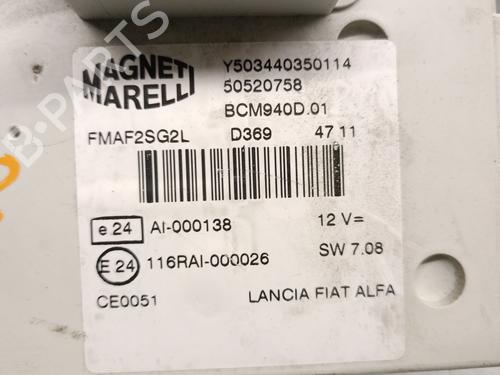 MAGNETI
MARELLI
Y503440350114
50520758
BCM940D.01
FMAF2SG2L D369 47 11
e 24 AI-000138 12 V=
E 24 116RAI-000026 SW 7.08
CE0051 LANCIA FIAT ALFA
B-PARTS